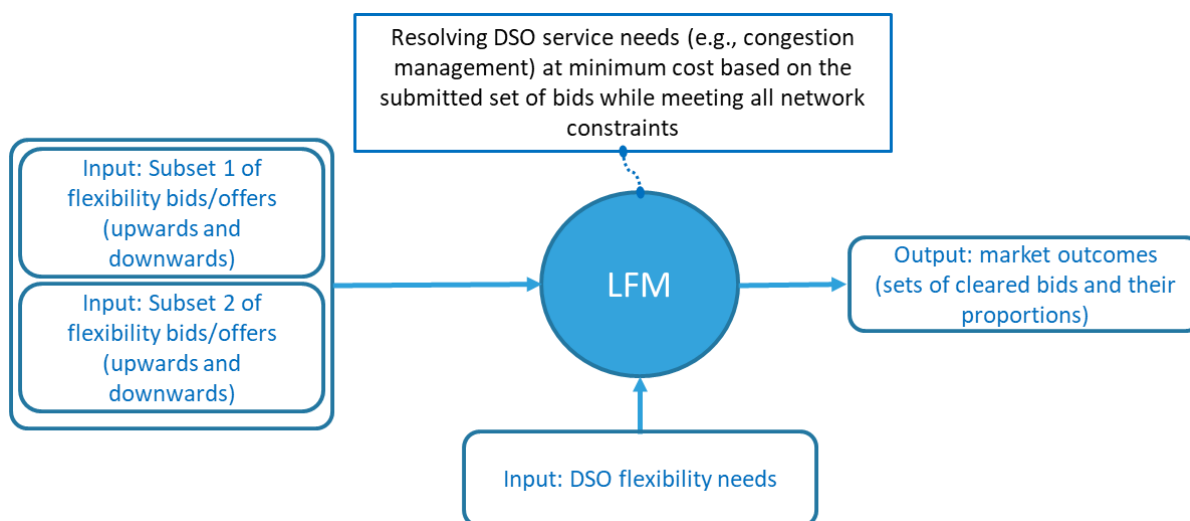 Resolving DSO service needs (e.g., congestion
management) at minimum cost based on the
submitted set of bids while meeting all network
constraints
Input: Subset 1 of
flexibility bids/offers
(upwards and
downwards)
Input: Subset 2 of
flexibility bids/offers
(upwards and
downwards)
LFM
Output: market outcomes
(sets of cleared bids and their
proportions)
Input: DSO flexibility needs